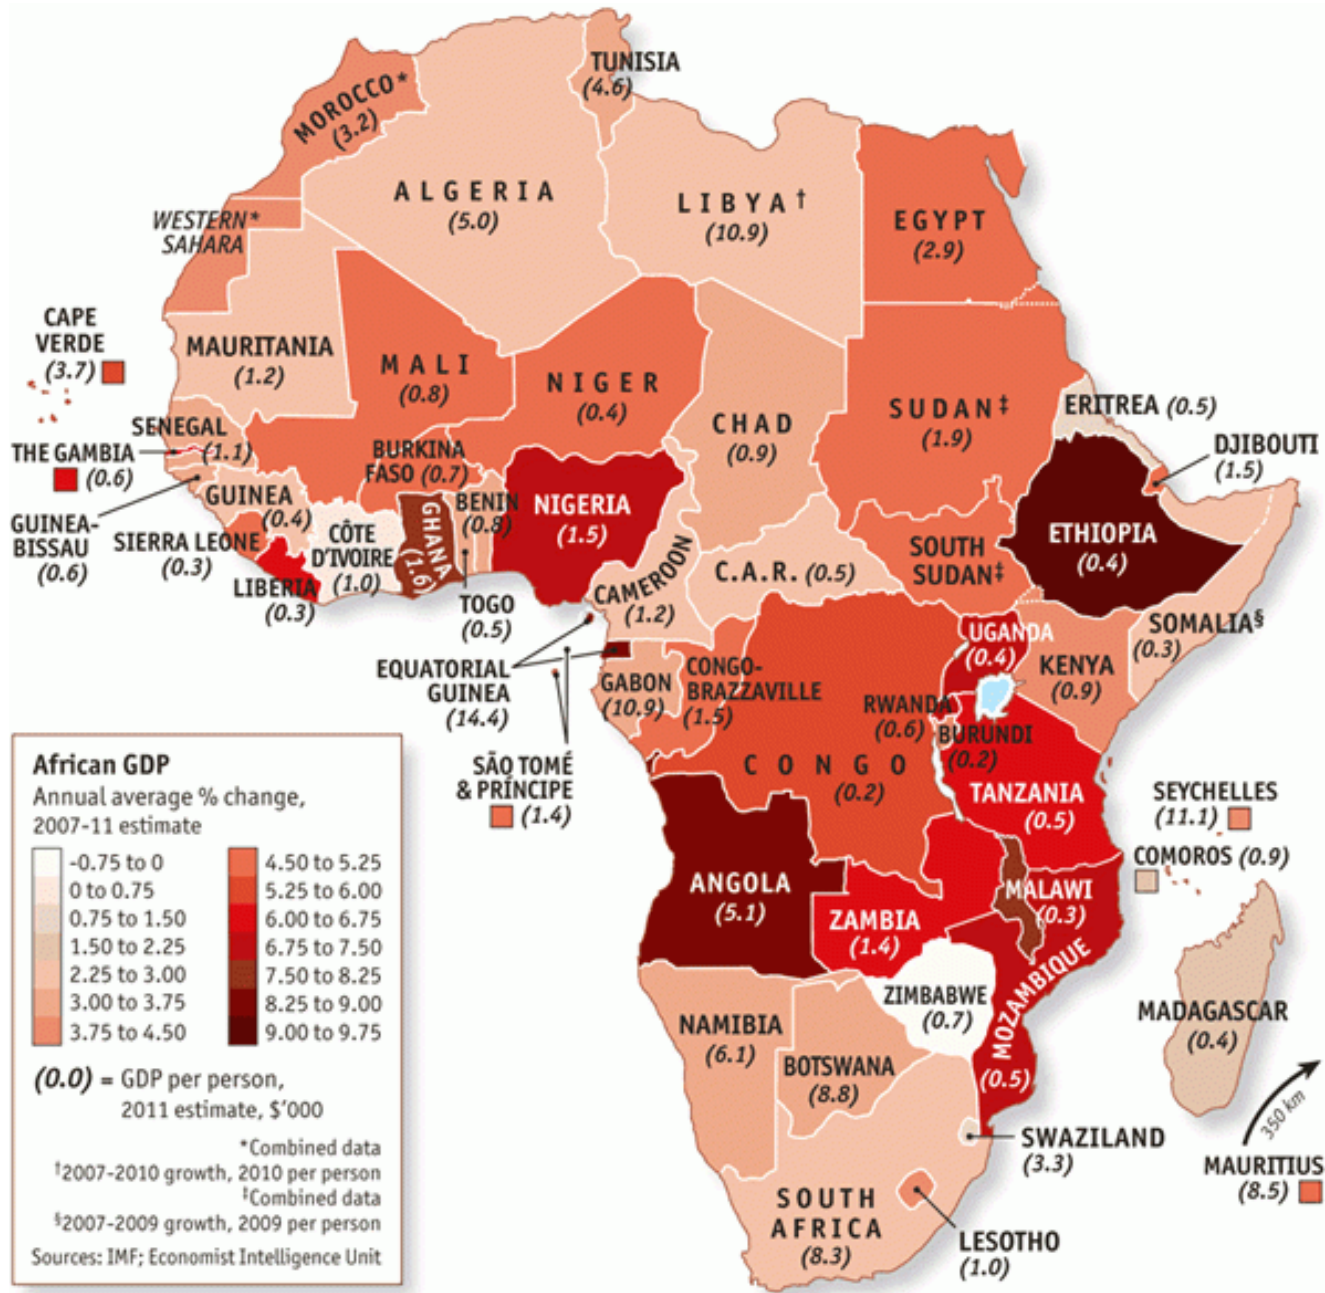 TUNISIA
(4.6)
MOROCCO*
(3.2)
ALGERIA
(5.0)
LIBYA†
(10.9)
EGYPT
(2.9)
WESTERN*
SAHARA
CAPE
VERDE
(3.7)
MAURITANIA
(1.2)
MALI
(0.8)
NIGER
(0.4)
CHAD
(0.9)
SUDAN‡
(1.9)
ERITREA (0.5)
DJIBOUTI
(1.5)
SENEGAL
(1.1)
THE GAMBIA
(0.6)
BURKINA
FASO (0.7)
GUINEA
(0.4)
GUINEA-
BISSAU
(0.6)
SIERRA LEONE
(0.3)
LIBERIA
(0.3)
CÔTE
D'IVOIRE
(1.0)
GHANA
(1.6)
BENIN
(0.8)
TOGO
(0.5)
NIGERIA
(1.5)
CAMEROON
(1.2)
C.A.R. (0.5)
SOUTH
SUDAN‡
ETHIOPIA
(0.4)
SOMALIA§
(0.3)
UGANDA
(0.4)
KENYA
(0.9)
EQUATORIAL
GUINEA
(14.4)
GABON
(10.9)
CONGO-
BRAZZAVILLE
(1.5)
RWANDA
(0.6)
BURUNDI
(0.2)
SÃO TOMÉ
& PRÍNCIPE
(1.4)
CONGO
(0.2)
TANZANIA
(0.5)
SEYCHELLES
(11.1)
COMOROS (0.9)
ANGOLA
(5.1)
ZAMBIA
(1.4)
MALAWI
(0.3)
ZIMBABWE
(0.7)
MOZAMBIQUE
(0.5)
MADAGASCAR
(0.4)
NAMIBIA
(6.1)
BOTSWANA
(8.8)
350 km
MAURITIUS
(8.5)
SWAZILAND
(3.3)
SOUTH
AFRICA
(8.3)
LESOTHO
(1.0)
African GDP
Annual average % change,
2007-11 estimate
-0.75 to 0
0 to 0.75
0.75 to 1.50
1.50 to 2.25
2.25 to 3.00
3.00 to 3.75
3.75 to 4.50
4.50 to 5.25
5.25 to 6.00
6.00 to 6.75
6.75 to 7.50
7.50 to 8.25
8.25 to 9.00
9.00 to 9.75
(0.0) = GDP per person,
2011 estimate, $'000
*Combined data
†2007-2010 growth, 2010 per person
‡Combined data
§2007-2009 growth, 2009 per person
Sources: IMF; Economist Intelligence Unit